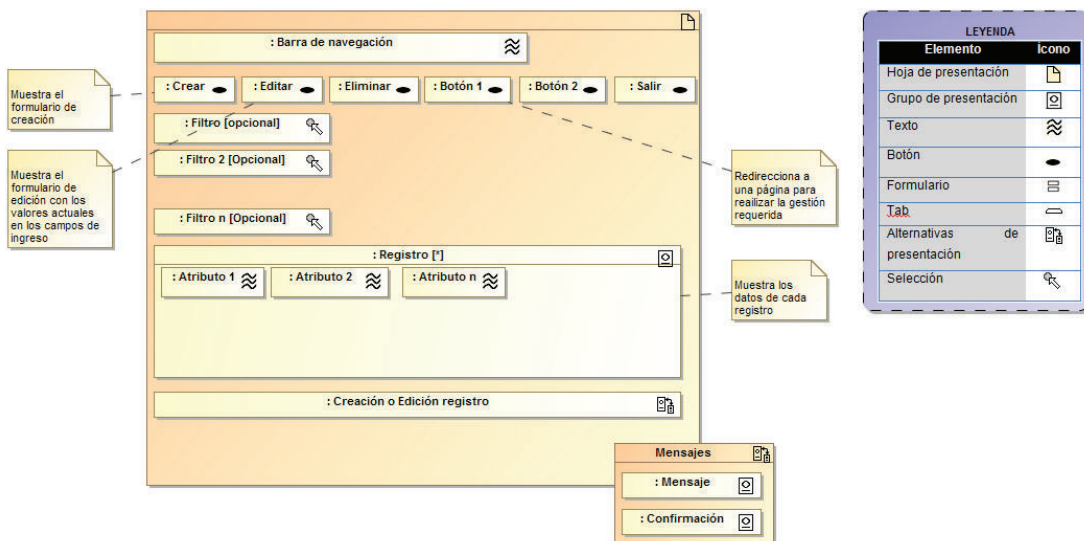 : Barra de navegación
: Crear
: Editar
: Eliminar
: Botón 1
: Botón 2
: Salir
Muestra el
formulario de
creación
: Filtro [opcional]
: Filtro 2 [Opcional]
Muestra el
formulario de
edición con los
valores actuales
en los campos de
ingreso
Redirecciona a
una página para
reailizar la gestión
requerida
: Filtro n [Opcional]
: Registro [*]
: Atributo 1
: Atributo 2
: Atributo n
Muestra los
datos de cada
registro
: Creación o Edición registro
Mensajes
: Mensaje
: Confirmación
LEYENDA
Elemento Ícono
Hoja de presentación
Grupo de presentación
Texto
Botón
Formulario
Tab
Alternativas de
presentación
Selección